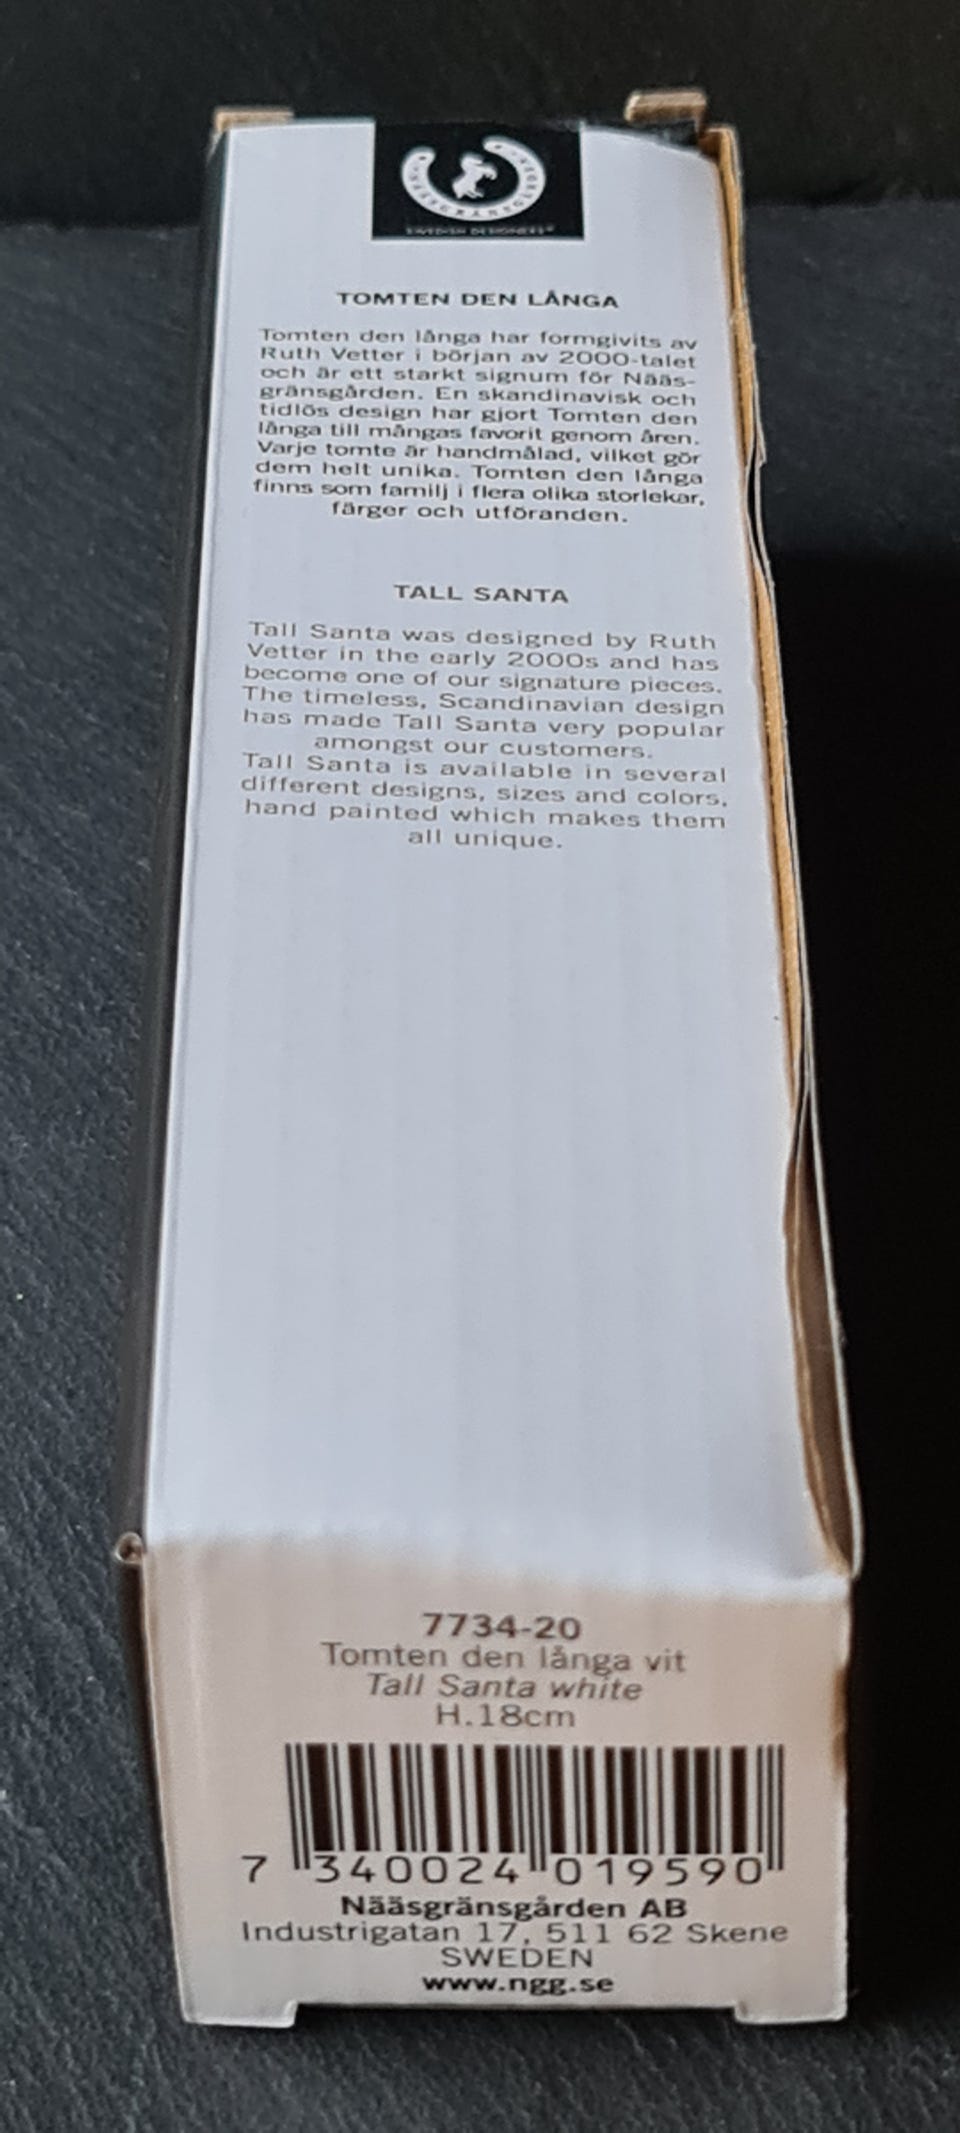 NÄÄSGRÄNSGÅRDEN
SWEDISH DESIGNERS®
TOMTEN DEN LÅNGA
Tomten den långa har formgivits av
Ruth Vetter i början av 2000-talet
och är ett starkt signum för Nääs-
gränsgården. En skandinavisk och
tidlös design har gjort Tomten den
långa till mångas favorit genom åren.
Varje tomte är handmålad, vilket gör
dem helt unika. Tomten den långa
finns som familj i flera olika storlekar,
färger och utföranden.
TALL SANTA
Tall Santa was designed by Ruth
Vetter in the early 2000s and has
become one of our signature pieces.
The timeless, Scandinavian design
has made Tall Santa very popular
amongst our customers.
Tall Santa is available in several
different designs, sizes and colors,
hand painted which makes them
all unique.
7734-20
Tomten den långa vit
Tall Santa white
H.18cm
7 340024 019590
Nääsgränsgården AB
Industrigatan 17, 511 62 Skene
SWEDEN
www.ngg.se